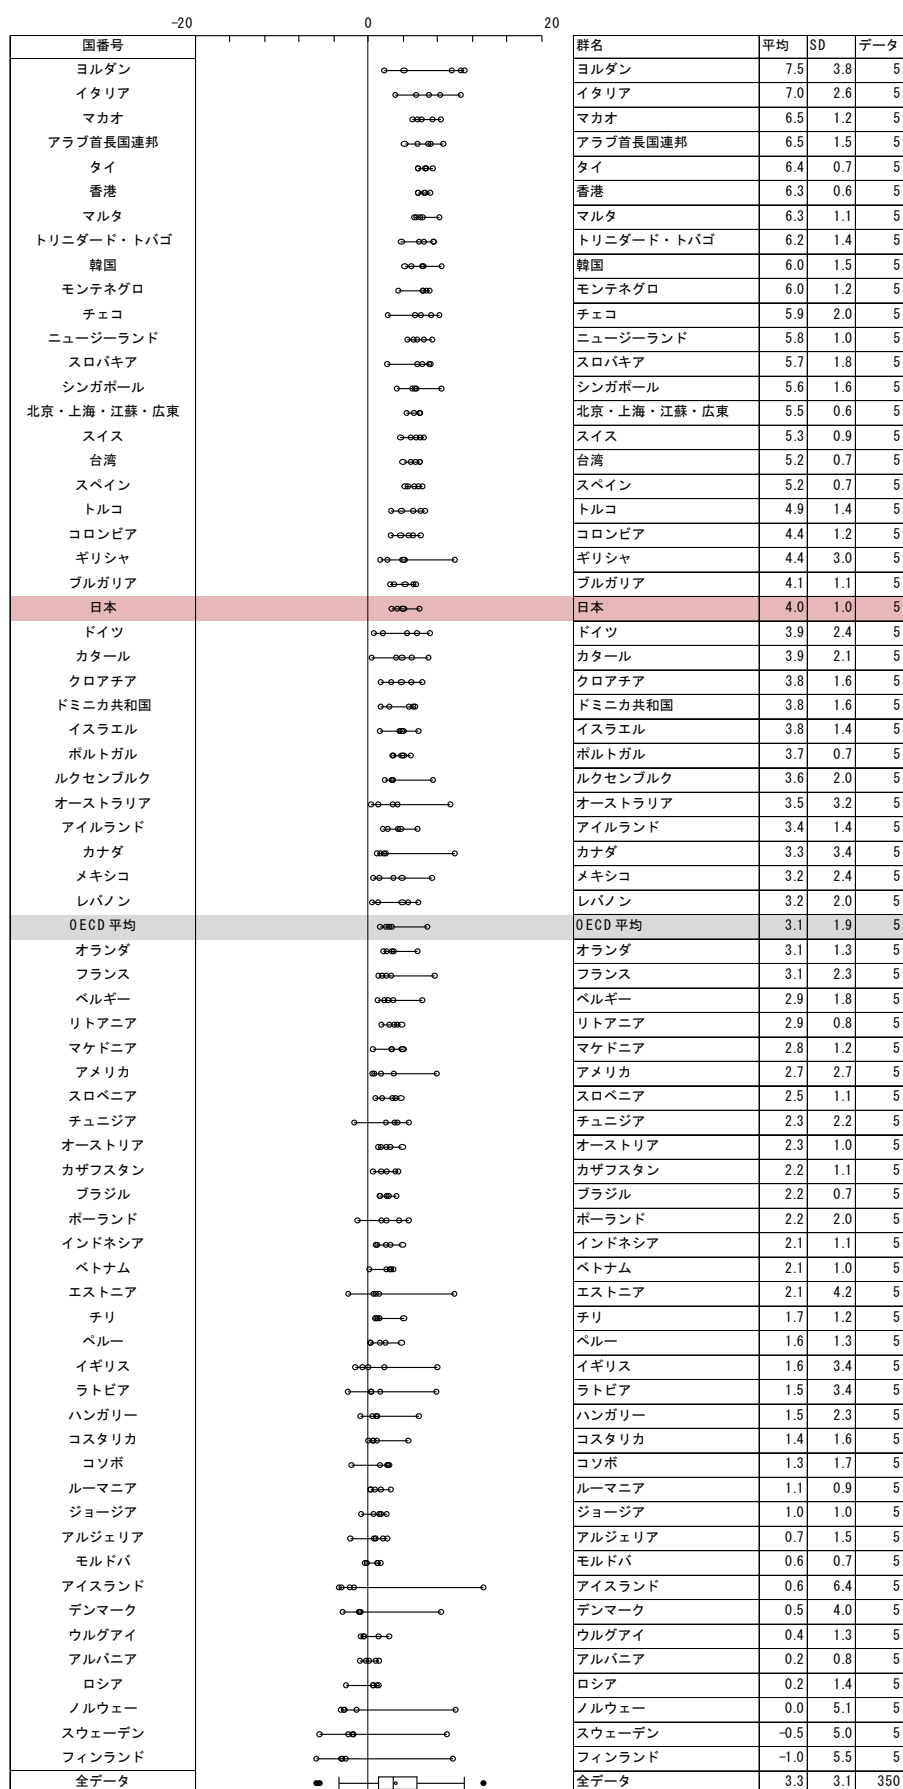 -20 0 20
国番号 群名 平均 SD データ
ヨルダン ヨルダン 7.5 3.8 5
イタリア イタリア 7.0 2.6 5
マカオ マカオ 6.5 1.2 5
アラブ首長国連邦 アラブ首長国連邦 6.5 1.5 5
タイ タイ 6.4 0.7 5
香港 香港 6.3 0.6 5
マルタ マルタ 6.3 1.1 5
トリニダード・トバゴ トリニダード・トバゴ 6.2 1.4 5
韓国 韓国 6.0 1.5 5
モンテネグロ モンテネグロ 6.0 1.2 5
チェコ チェコ 5.9 2.0 5
ニュージーランド ニュージーランド 5.8 1.0 5
スロバキア スロバキア 5.7 1.8 5
シンガポール シンガポール 5.6 1.6 5
北京・上海・江蘇・広東 北京・上海・江蘇・広東 5.5 0.6 5
スイス スイス 5.3 0.9 5
台湾 台湾 5.2 0.7 5
スペイン スペイン 5.2 0.7 5
トルコ トルコ 4.9 1.4 5
コロンビア コロンビア 4.4 1.2 5
ギリシャ ギリシャ 4.4 3.0 5
ブルガリア ブルガリア 4.1 1.1 5
日本 日本 4.0 1.0 5
ドイツ ドイツ 3.9 2.4 5
カタール カタール 3.9 2.1 5
クロアチア クロアチア 3.8 1.6 5
ドミニカ共和国 ドミニカ共和国 3.8 1.6 5
イスラエル イスラエル 3.8 1.4 5
ポルトガル ポルトガル 3.7 0.7 5
ルクセンブルク ルクセンブルク 3.6 2.0 5
オーストラリア オーストラリア 3.5 3.2 5
アイルランド アイルランド 3.4 1.4 5
カナダ カナダ 3.3 3.4 5
メキシコ メキシコ 3.2 2.4 5
レバノン レバノン 3.2 2.0 5
OECD平均 OECD平均 3.1 1.9 5
オランダ オランダ 3.1 1.3 5
フランス フランス 3.1 2.3 5
ベルギー ベルギー 2.9 1.8 5
リトアニア リトアニア 2.9 0.8 5
マケドニア マケドニア 2.8 1.2 5
アメリカ アメリカ 2.7 2.7 5
スロベニア スロベニア 2.5 1.1 5
チュニジア チュニジア 2.3 2.2 5
オーストリア オーストリア 2.3 1.0 5
カザフスタン カザフスタン 2.2 1.1 5
ブラジル ブラジル 2.2 0.7 5
ポーランド ポーランド 2.2 2.0 5
インドネシア インドネシア 2.1 1.1 5
ベトナム ベトナム 2.1 1.0 5
エストニア エストニア 2.1 4.2 5
チリ チリ 1.7 1.2 5
ペルー ペルー 1.6 1.3 5
イギリス イギリス 1.6 3.4 5
ラトビア ラトビア 1.5 3.4 5
ハンガリー ハンガリー 1.5 2.3 5
コスタリカ コスタリカ 1.4 1.6 5
コソボ コソボ 1.3 1.7 5
ルーマニア ルーマニア 1.1 0.9 5
ジョージア ジョージア 1.0 1.0 5
アルジェリア アルジェリア 0.7 1.5 5
モルドバ モルドバ 0.6 0.7 5
アイスランド アイスランド 0.6 6.4 5
デンマーク デンマーク 0.5 4.0 5
ウルグアイ ウルグアイ 0.4 1.3 5
アルバニア アルバニア 0.2 0.8 5
ロシア ロシア 0.2 1.4 5
ノルウェー ノルウェー 0.0 5.1 5
スウェーデン スウェーデン -0.5 5.0 5
フィンランド フィンランド -1.0 5.5 5
全データ 全データ 3.3 3.1 350